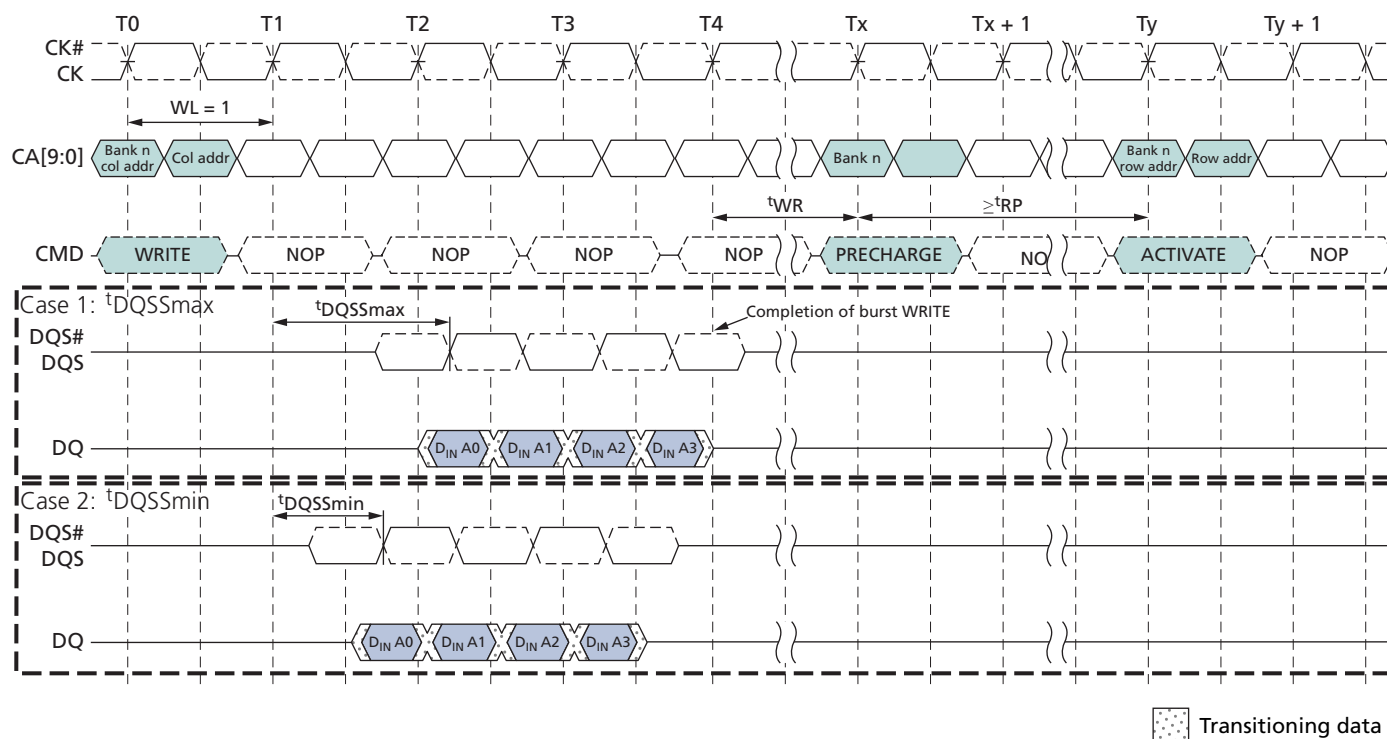 T0 T1 T2 T3 T4 Tx Tx + 1 Ty Ty + 1
CK#
CK
WL = 1
CA[9:0] Bank n col addr Col addr Bank n Bank n row addr Row addr
tWR ≥tRP
CMD WRITE NOP NOP NOP NOP PRECHARGE NO ACTIVATE NOP
Case 1: tDQSSmax
tDQSSmax
Completion of burst WRITE
DQS#
DQS
DQ DIN A0 DIN A1 DIN A2 DIN A3
Case 2: tDQSSmin
tDQSSmin
DQS#
DQS
DQ DIN A0 DIN A1 DIN A2 DIN A3
Transitioning data